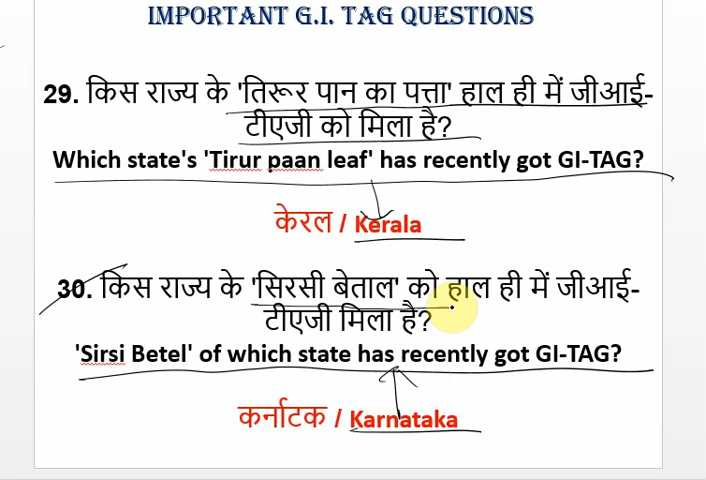 IMPORTANT G.I. TAG QUESTIONS
29. किस राज्य के 'तिरूर पान का पत्ता' हाल ही में जीआई-
टीएजी को मिला है?
Which state's 'Tirur paan leaf' has recently got GI-TAG?
केरल / Kerala
30. किस राज्य के 'सिरसी बेताल' को हाल ही में जीआई-
टीएजी मिला है?
'Sirsi Betel' of which state has recently got GI-TAG?
कर्नाटक / Karnataka